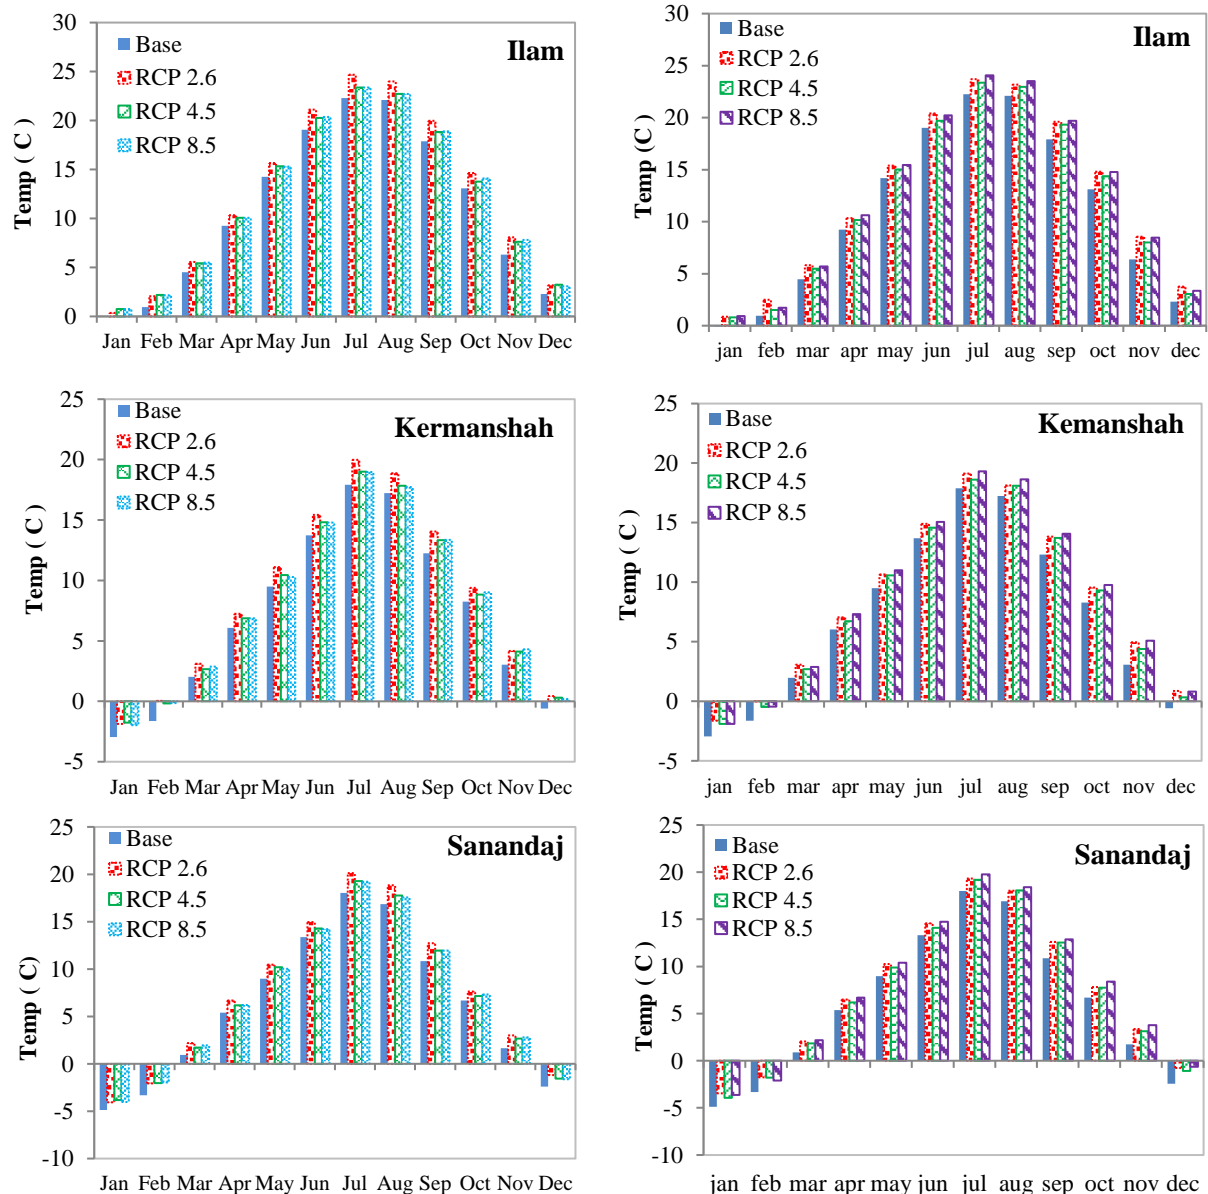 Ilam
Base
RCP 2.6
RCP 4.5
RCP 8.5
Temp ( C )
30
25
20
15
10
5
0
Jan Feb Mar Apr May Jun Jul Aug Sep Oct Nov Dec
Ilam
Base
RCP 2.6
RCP 4.5
RCP 8.5
Temp (C )
30
25
20
15
10
5
0
jan feb mar apr may jun jul aug sep oct nov dec
Kermanshah
Base
RCP 2.6
RCP 4.5
RCP 8.5
Temp ( C )
25
20
15
10
5
0
-5
Jan Feb Mar Apr May Jun Jul Aug Sep Oct Nov Dec
Kemanshah
Base
RCP 2.6
RCP 4.5
RCP 8.5
Temp ( C )
25
20
15
10
5
0
-5
jan feb mar apr may jun jul aug sep oct nov dec
Sanandaj
Base
RCP 2.6
RCP 4.5
RCP 8.5
Temp ( C)
25
20
15
10
5
0
-5
-10
Jan Feb Mar Apr May Jun Jul Aug Sep Oct Nov Dec
Sanandaj
Base
RCP 2.6
RCP 4.5
RCP 8.5
Temp ( C )
25
20
15
10
5
0
-5
-10
jan feb mar apr may jun jul aug sep oct nov dec